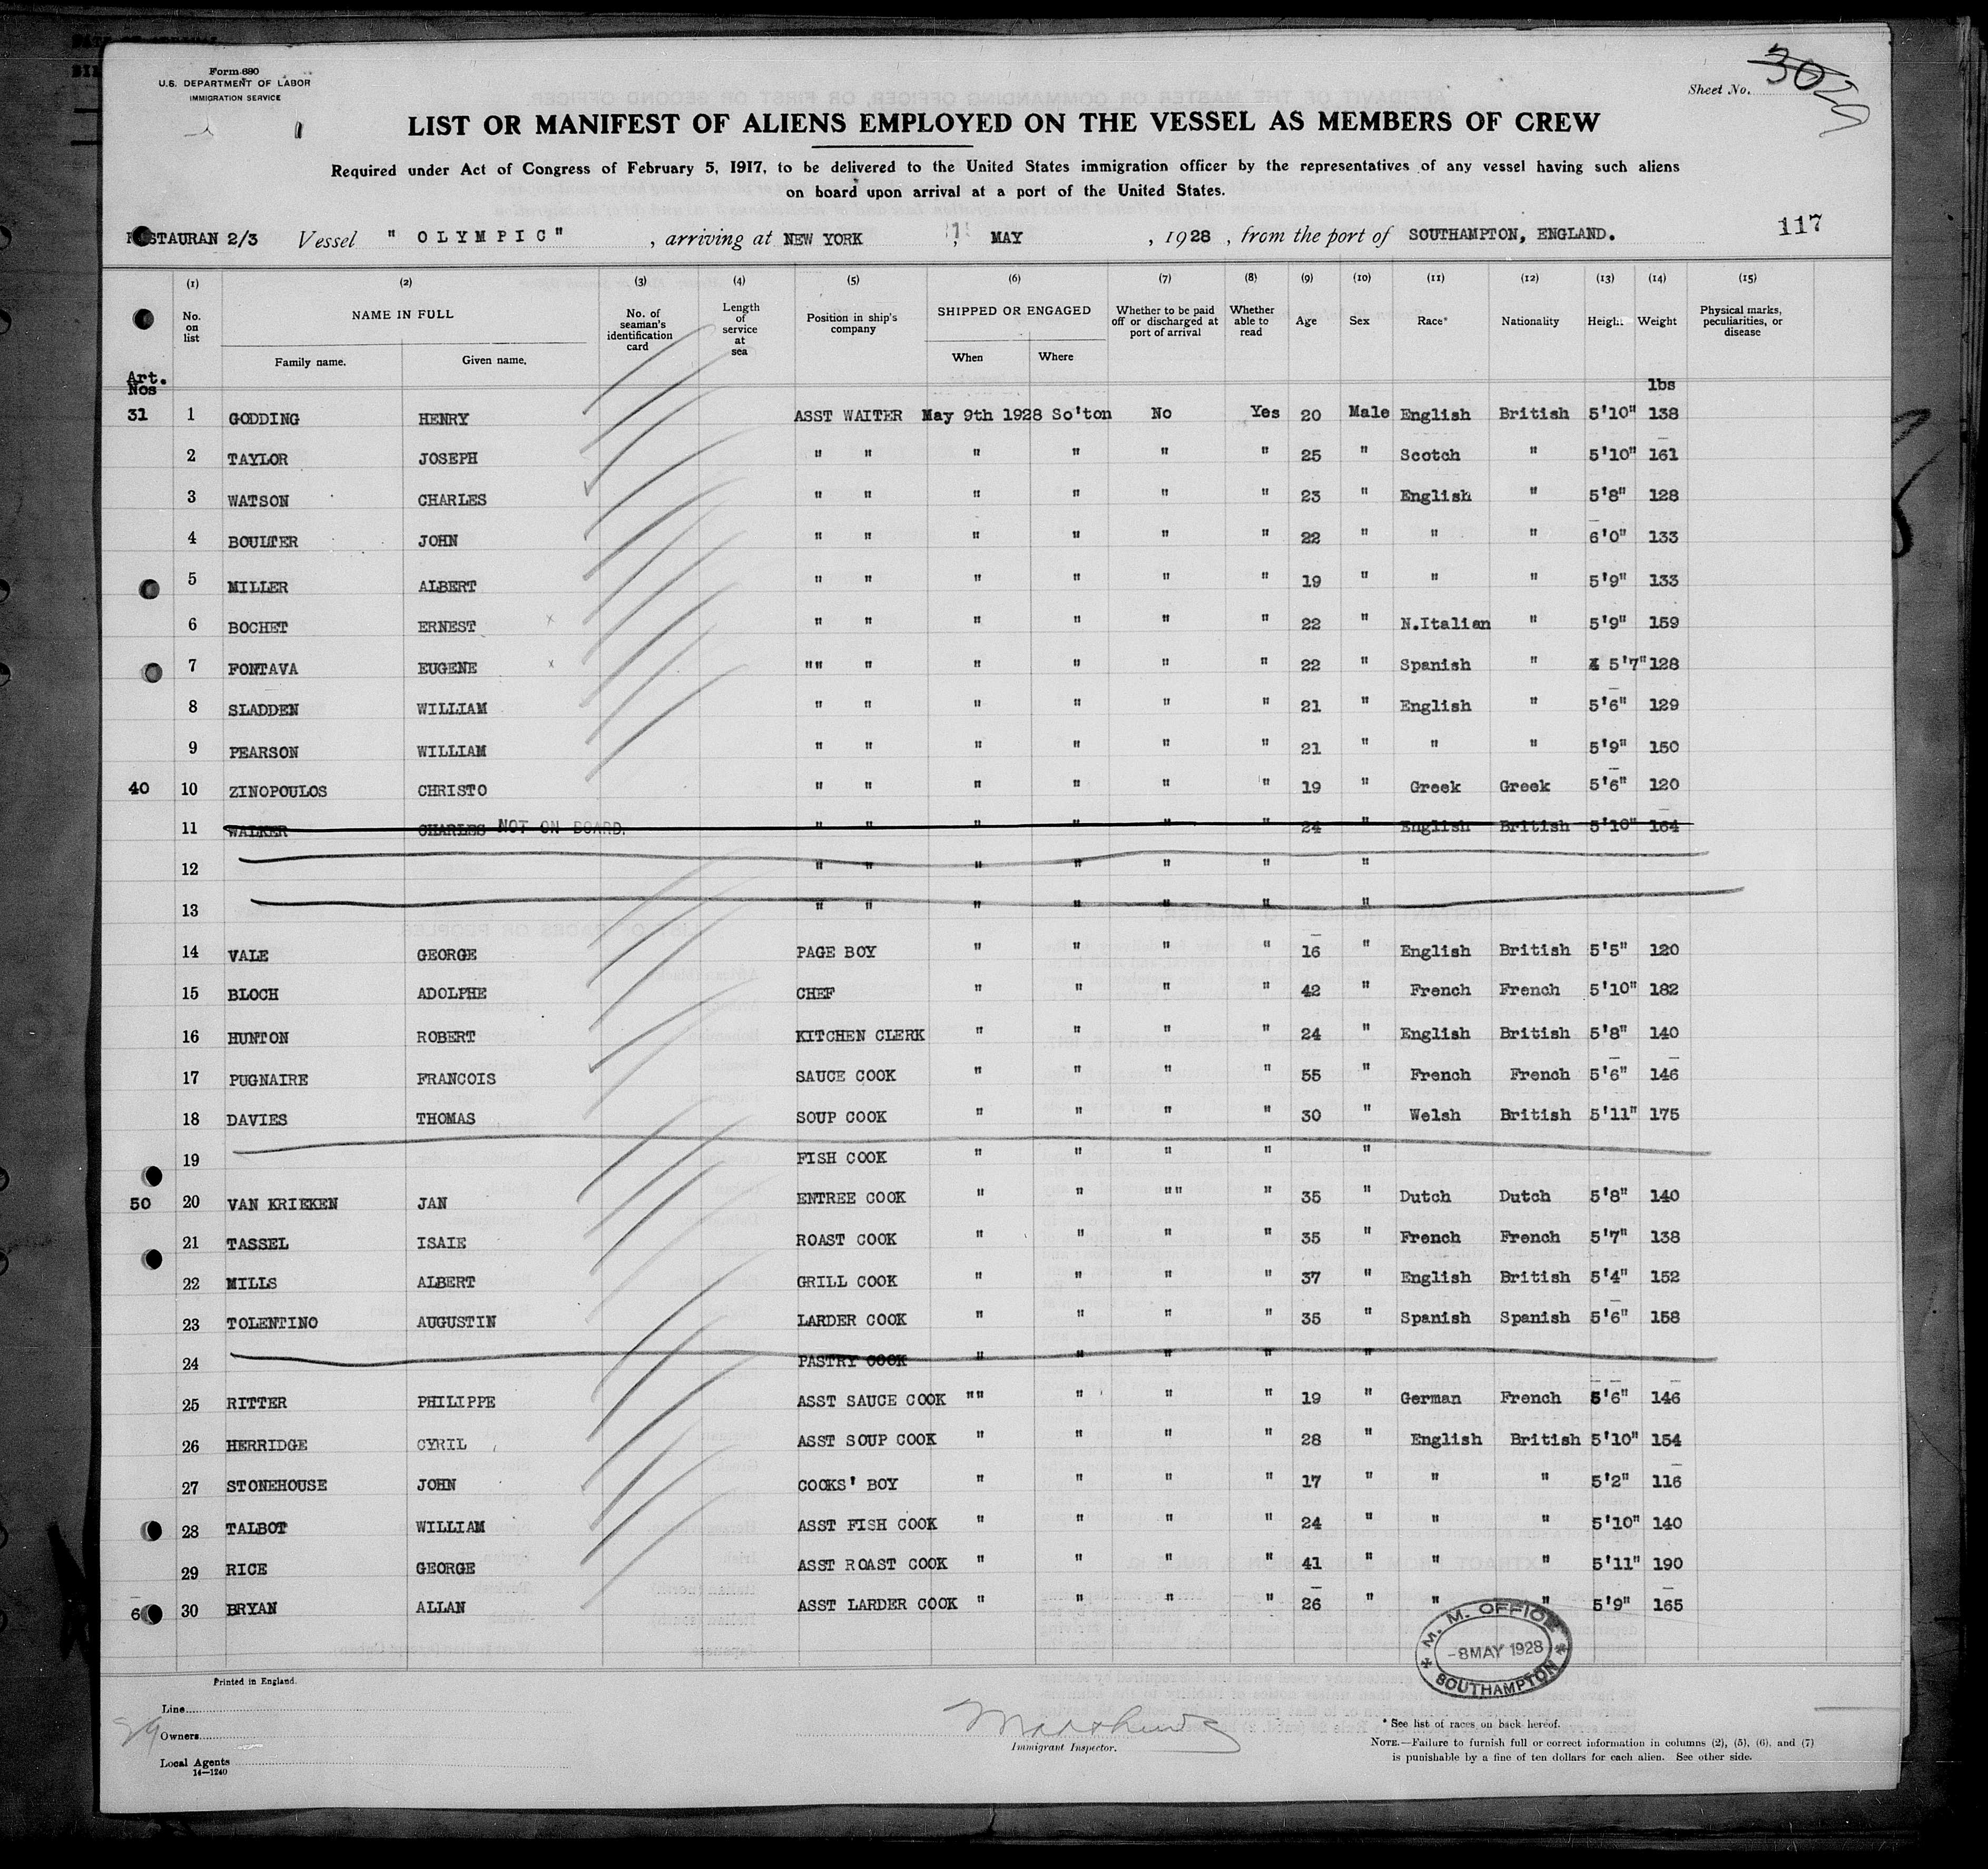 Form 680
U.S. DEPARTMENT OF LABOR
IMMIGRATION SERVICE
Sheet No. 30
LIST OR MANIFEST OF ALIENS EMPLOYED ON THE VESSEL AS MEMBERS OF CREW
Required under Act of Congress of February 5, 1917, to be delivered to the United States immigration officer by the representatives of any vessel having such aliens
on board upon arrival at a port of the United States.
2/3 Vessel " OLYMPIC" , arriving at NEW YORK MAY , 1928 , from the port of SOUTHAMPTON, ENGLAND. 117
(1) (2) (3) (4) (5) (6) (7) (8) (9) (10) (11) (12) (13) (14) (15)
No. on list NAME IN FULL Family name. Given name. No. of seaman's identification card Length of service at sea Position in ship's company SHIPPED OR ENGAGED When Where Whether to be paid off or discharged at port of arrival Whether able to read Age Sex Race* Nationality Height Weight Physical marks, peculiarities, or disease
Art. Nos lbs
31 1 GODDING HENRY ASST WAITER May 9th 1928 So'ton No Yes 20 Male English British 5'10" 138
2 TAYLOR JOSEPH " " " " " " 25 " Scotch " 5'10" 161
3 WATSON CHARLES " " " " " " 23 " English " 5'8" 128
4 BOULTER JOHN " " " " " " 22 " " " 6'0" 133
5 MILLER ALBERT " " " " " " 19 " " " 5'9" 133
6 BOCHET ERNEST x " " " " " " 22 " N.Italian " 5'9" 159
7 FONTAVA EUGENE x "" " " " " " 22 " Spanish " 5'7" 128
8 SLADDEN WILLIAM " " " " " " 21 " English " 5'6" 129
9 PEARSON WILLIAM " " " " " " 21 " " " 5'9" 150
40 10 ZINOPOULOS CHRISTO " " " " " " 19 " Greek Greek 5'6" 120
11 WALKER CHARLES NOT ON BOARD. " " " " " " 24 " English British 5'10" 164
12 " " " " " " "
13 " " " " " " "
14 VALE GEORGE PAGE BOY " " " " 16 " English British 5'5" 120
15 BLOCH ADOLPHE CHEF " " " " 42 " French French 5'10" 182
16 HUNTON ROBERT KITCHEN CLERK " " " " 24 " English British 5'8" 140
17 PUGNAIRE FRANCOIS SAUCE COOK " " " " 55 " French French 5'6" 146
18 DAVIES THOMAS SOUP COOK " " " " 30 " Welsh British 5'11" 175
19 FISH COOK " " " " "
50 20 VAN KRIEKEN JAN ENTREE COOK " " "" " 35 " Dutch Dutch 5'8" 140
21 TASSEL ISAIE ROAST COOK " " " " 35 " French French 5'7" 138
22 MILLS ALBERT GRILL COOK " " " " 37 " English British 5'4" 152
23 TOLENTINO AUGUSTIN LARDER COOK " " " " 35 " Spanish Spanish 5'6" 158
24 PASTRY COOK " " " " "
25 RITTER PHILIPPE ASST SAUCE COOK "" " " " 19 " German French 5'6" 146
26 HERRIDGE CYRIL ASST SOUP COOK " " " " 28 " English British 5'10" 154
27 STONEHOUSE JOHN COOKS' BOY " " " " 17 " " " 5'2" 116
28 TALBOT WILLIAM ASST FISH COOK " " " " 24 " " " 5'10" 140
29 RICE GEORGE ASST ROAST COOK " " " " 41 " " " 5'11" 190
30 BRYAN ALLAN ASST LARDER COOK " " " " 26 " " " 5'9" 165
M. M. OFFICE
-8 MAY 1928
SOUTHAMPTON
Printed in England.
Line
Owners
Local Agents
14—1240
Immigrant Inspector.
* See list of races on back hereof.
NOTE.—Failure to furnish full or correct information in columns (2), (5), (6), and (7)
is punishable by a fine of ten dollars for each alien. See other side.